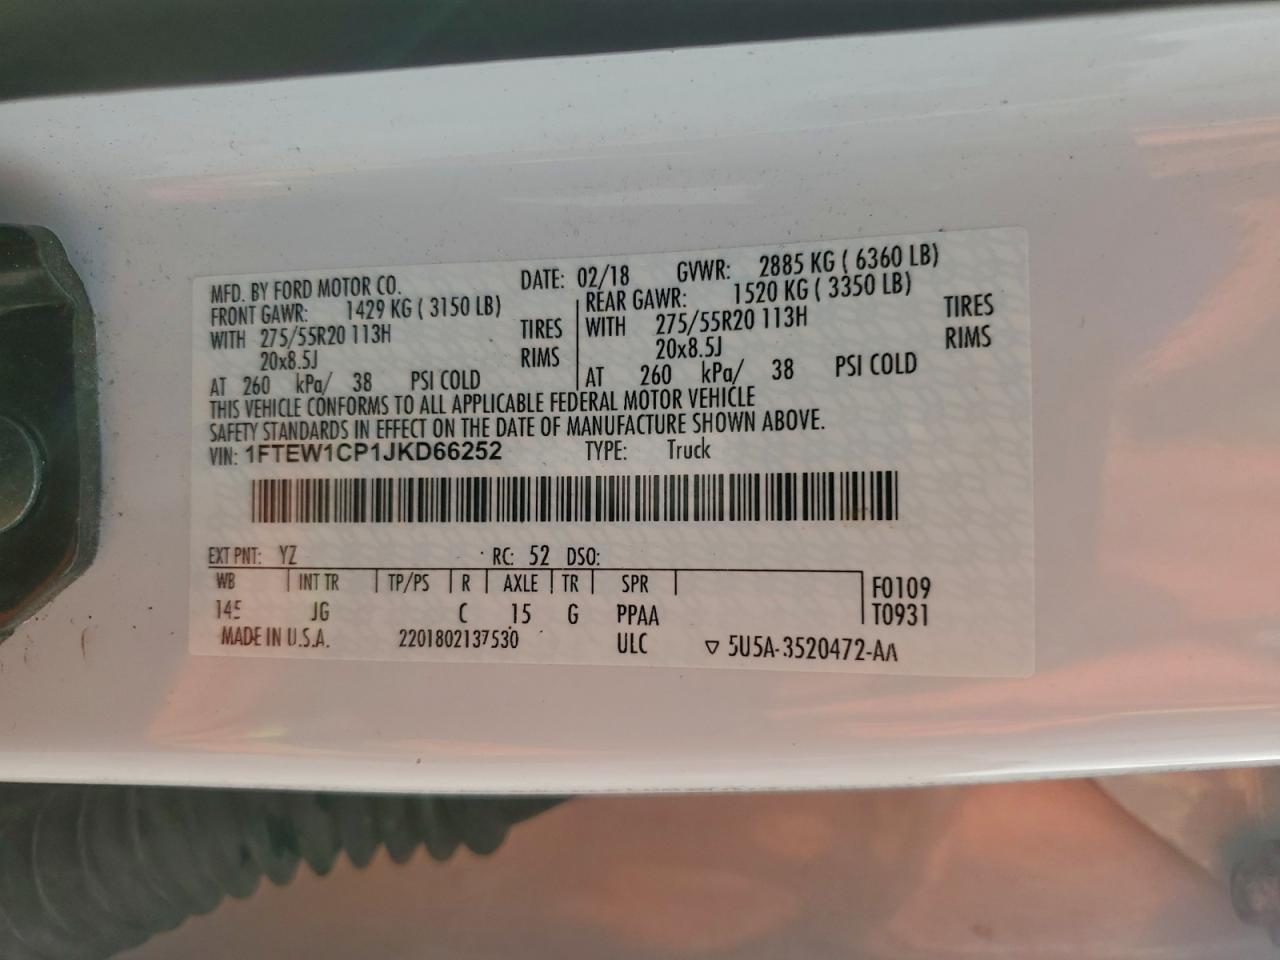 MFD. BY FORD MOTOR CO. DATE: 02/18 GVWR: 2885 KG ( 6360 LB)
FRONT GAWR: 1429 KG ( 3150 LB) REAR GAWR: 1520 KG ( 3350 LB)
WITH 275/55R20 113H TIRES WITH 275/55R20 113H TIRES
20x8.5J RIMS 20x8.5J RIMS
AT 260 kPa/ 38 PSI COLD AT 260 kPa/ 38 PSI COLD
THIS VEHICLE CONFORMS TO ALL APPLICABLE FEDERAL MOTOR VEHICLE
SAFETY STANDARDS IN EFFECT ON THE DATE OF MANUFACTURE SHOWN ABOVE.
VIN: 1FTEW1CP1JKD66252 TYPE: Truck
EXT PNT: YZ RC: 52 DSO:
WB INT TR TP/PS R AXLE TR SPR F0109
145 JG C 15 G PPAA T0931
MADE IN U.S.A. 2201802137530 ULC ▽ 5U5A-3520472-AA